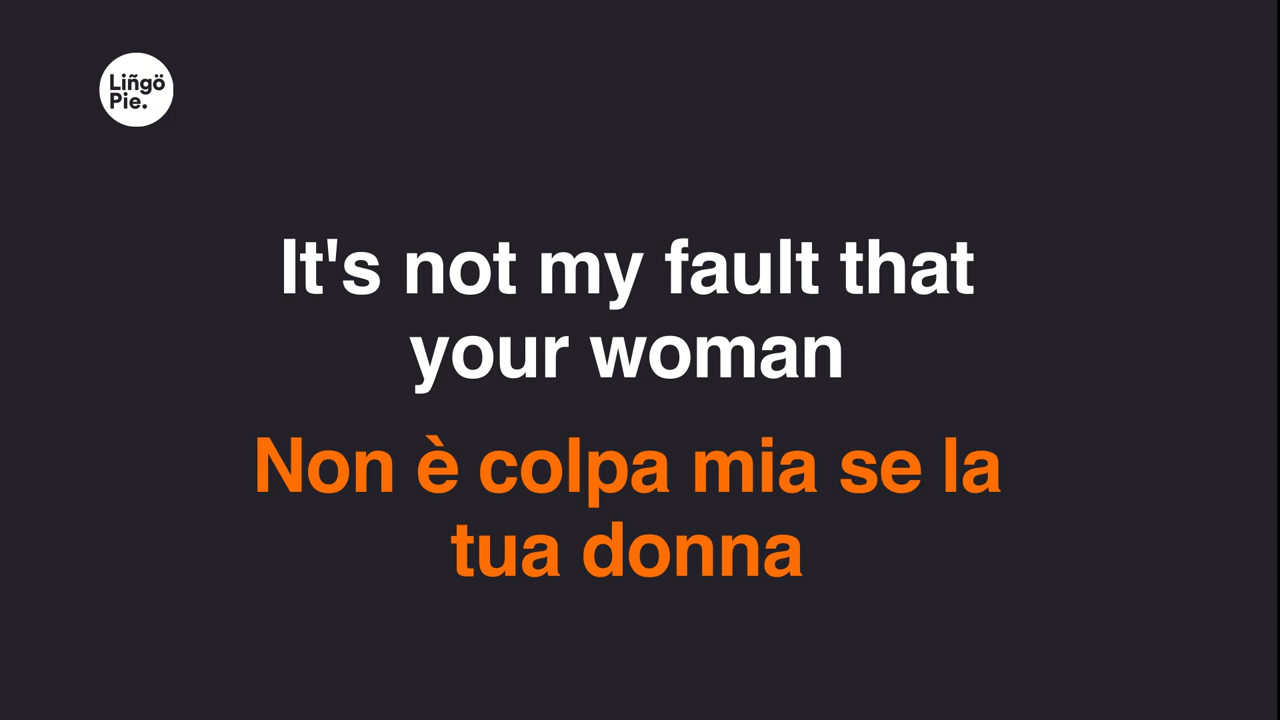 Liñgö
Pie.
It's not my fault that
your woman
Non è colpa mia se la
tua donna